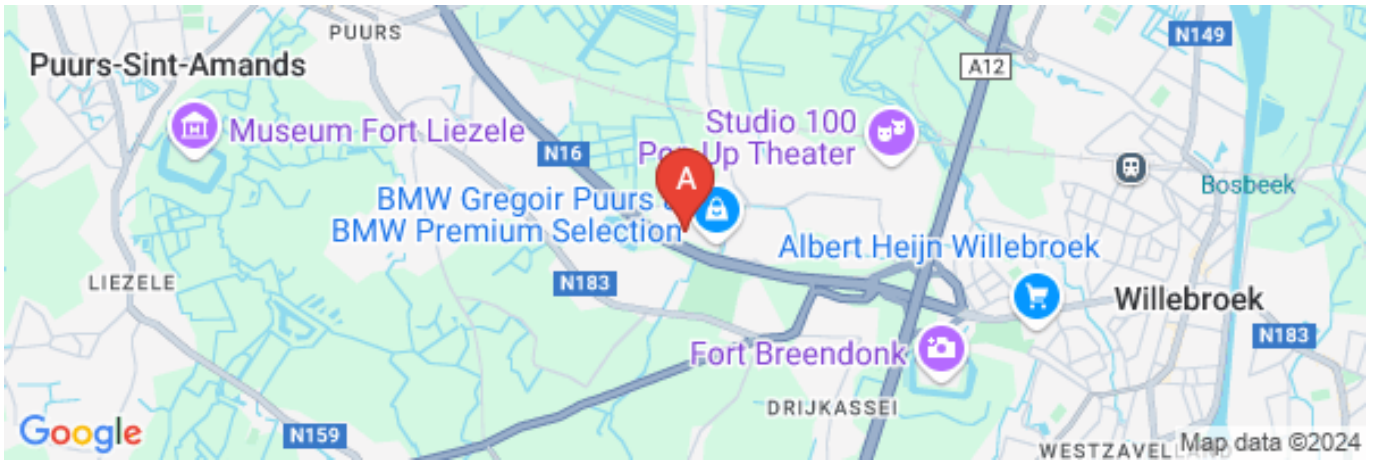 PUURS
Puurs-Sint-Amands
N149
A12
Museum Fort Liezele
Studio 100
Pop-Up Theater
N16
A
BMW Gregoir Puurs
BMW Premium Selection
Bosbeek
Albert Heijn Willebroek
LIEZELE
N183
Willebroek
N183
Fort Breendonk
DRIJKASSEI
Google
N159
WESTZAVELLAND
Map data ©2024